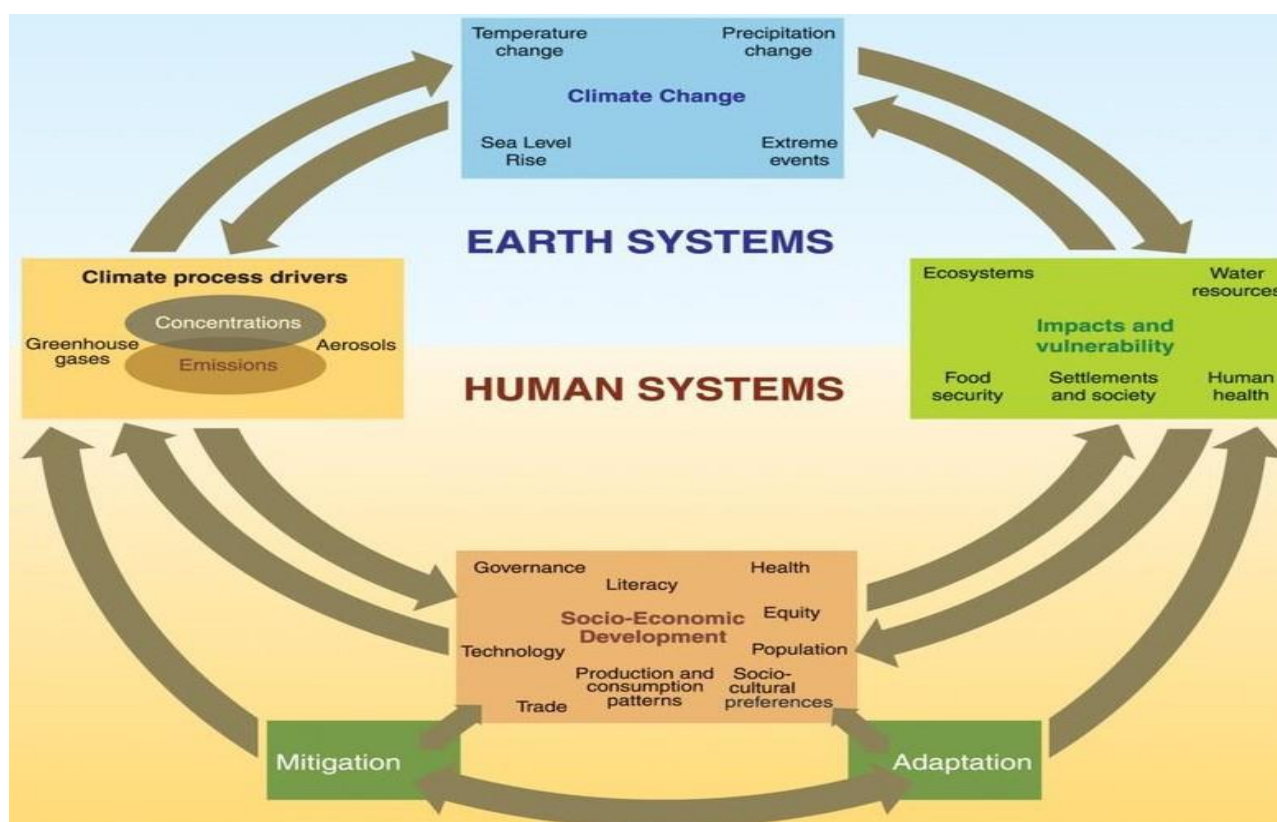 Temperature change
Precipitation change
Climate Change
Sea Level Rise
Extreme events
EARTH SYSTEMS
Climate process drivers
Concentrations
Greenhouse gases
Aerosols
Emissions
Ecosystems
Water resources
Impacts and vulnerability
Food security
Settlements and society
Human health
HUMAN SYSTEMS
Governance
Literacy
Health
Socio-Economic Development
Equity
Technology
Population
Production and consumption patterns
Socio-cultural preferences
Trade
Mitigation
Adaptation